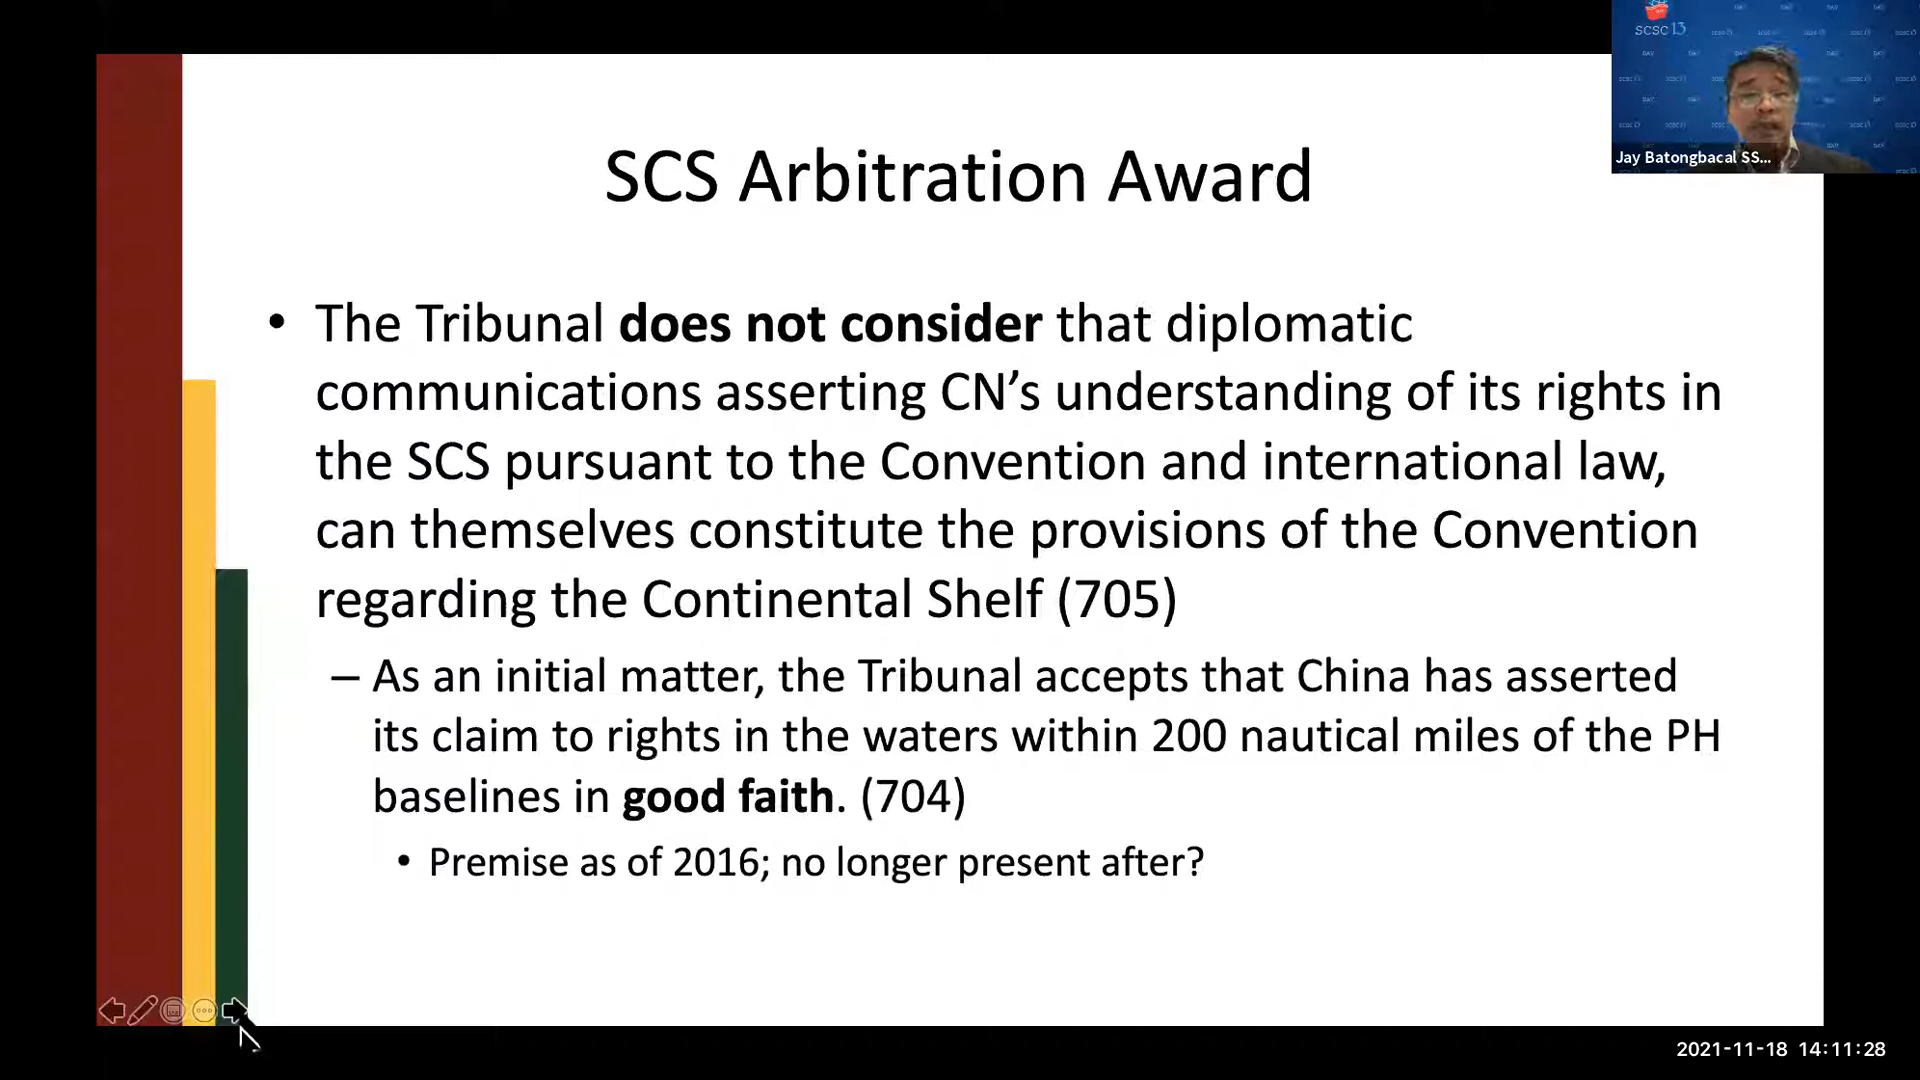 SCSC13
Jay Batongbacal SS...
SCS Arbitration Award
• The Tribunal does not consider that diplomatic
communications asserting CN’s understanding of its rights in
the SCS pursuant to the Convention and international law,
can themselves constitute the provisions of the Convention
regarding the Continental Shelf (705)
– As an initial matter, the Tribunal accepts that China has asserted
its claim to rights in the waters within 200 nautical miles of the PH
baselines in good faith. (704)
• Premise as of 2016; no longer present after?
2021-11-18 14:11:28